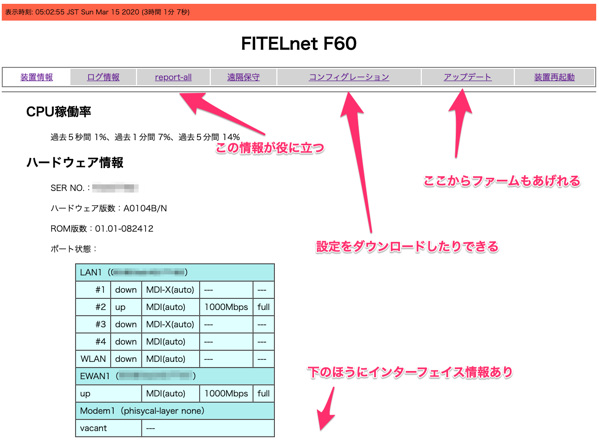 表示時刻: 05:02:55 JST Sun Mar 15 2020 (3時間 1分 7秒)
FITELnet F60
装置情報 ログ情報 report-all 遠隔保守 コンフィグレーション アップデート 装置再起動
CPU稼働率
過去５秒間 1%、過去１分間 7%、過去５分間 14%
この情報が役に立つ
ハードウェア情報
ここからファームもあげれる
SER NO.：
ハードウェア版数：A0104B/N
ROM版数：01.01-082412
設定をダウンロードしたりできる
ポート状態：
LAN1（ ）
#1 down MDI-X(auto) --- ---
#2 up MDI(auto) 1000Mbps full
#3 down MDI-X(auto) --- ---
#4 down MDI(auto) --- ---
WLAN down MDI(auto) --- ---
下のほうにインターフェイス情報あり
EWAN1（ ）
up MDI(auto) 1000Mbps full
Modem1（phisycal-layer none）
vacant ---